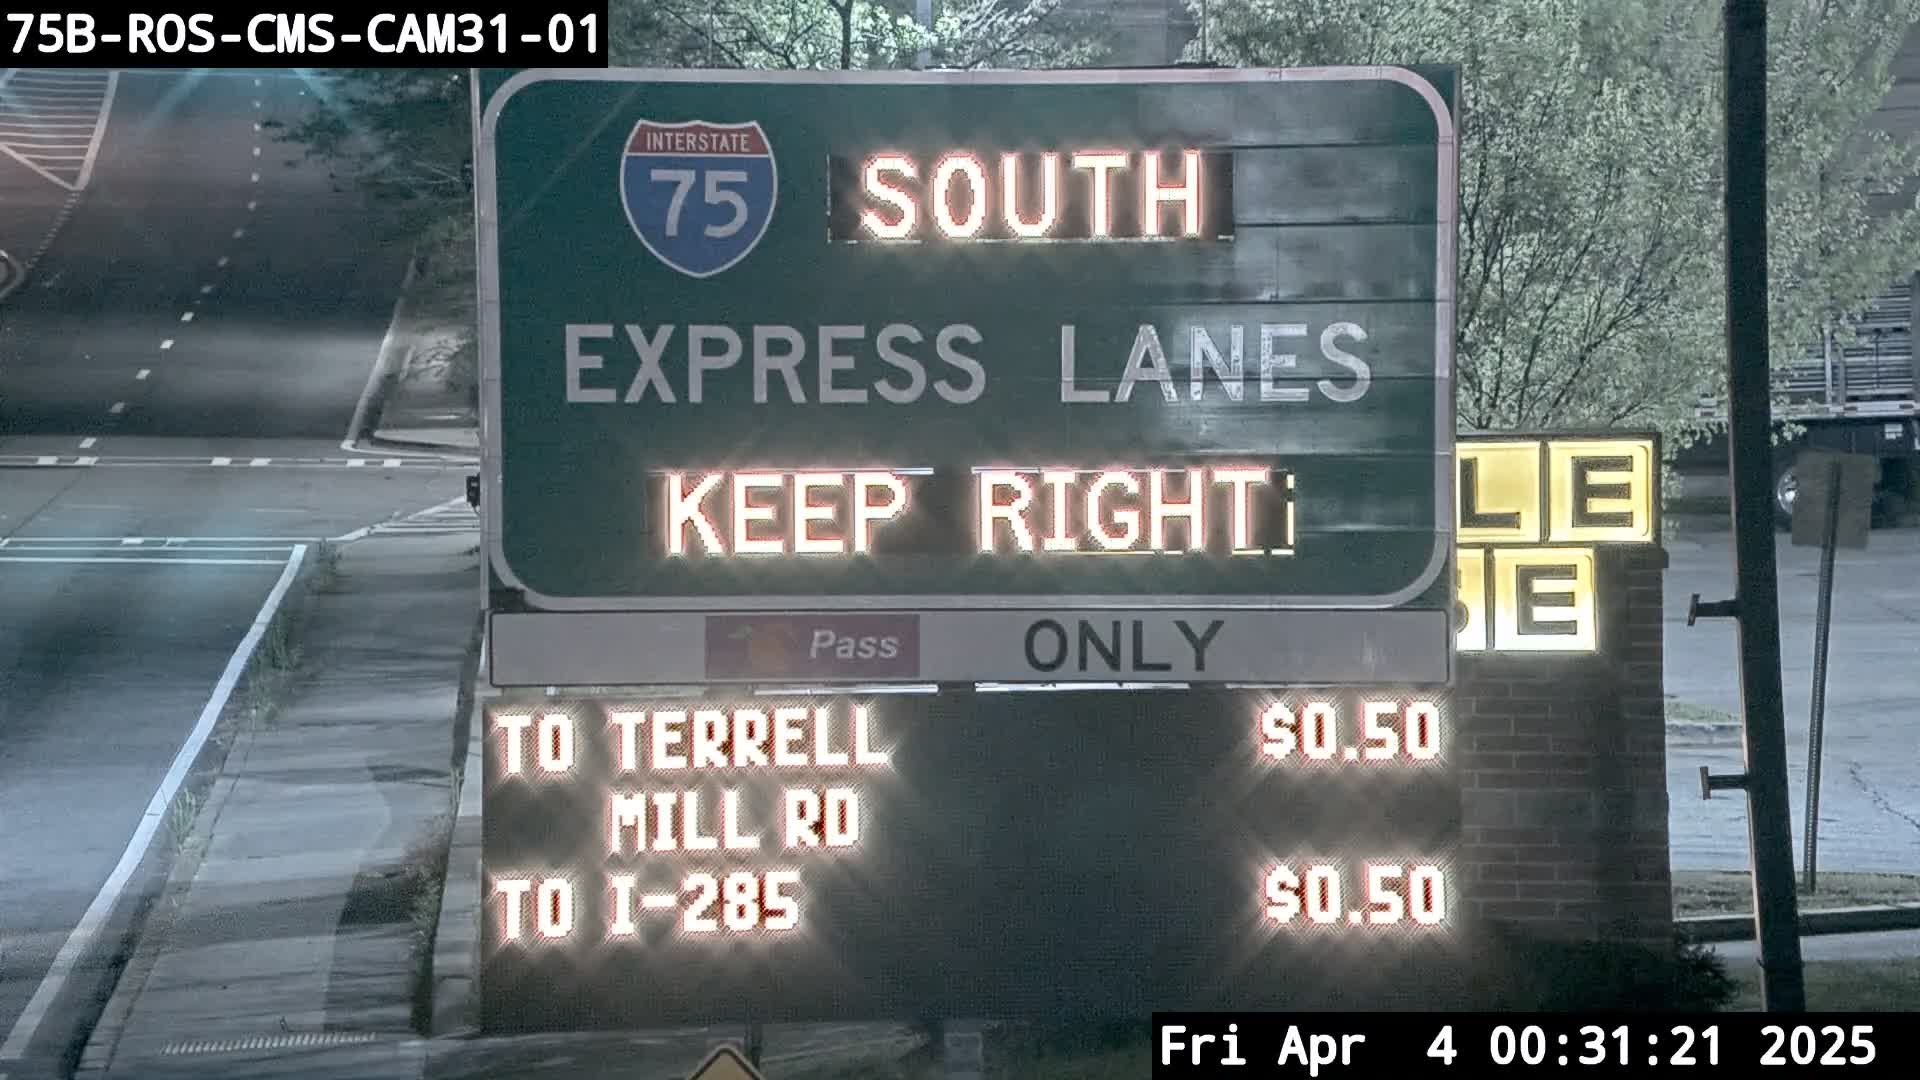 75B-ROS-CMS-CAM31-01
INTERSTATE
75
SOUTH
EXPRESS LANES
KEEP RIGHT
Pass ONLY
TO TERRELL $0.50
MILL RD
TO I-285 $0.50
LE
E
Fri Apr 4 00:31:21 2025